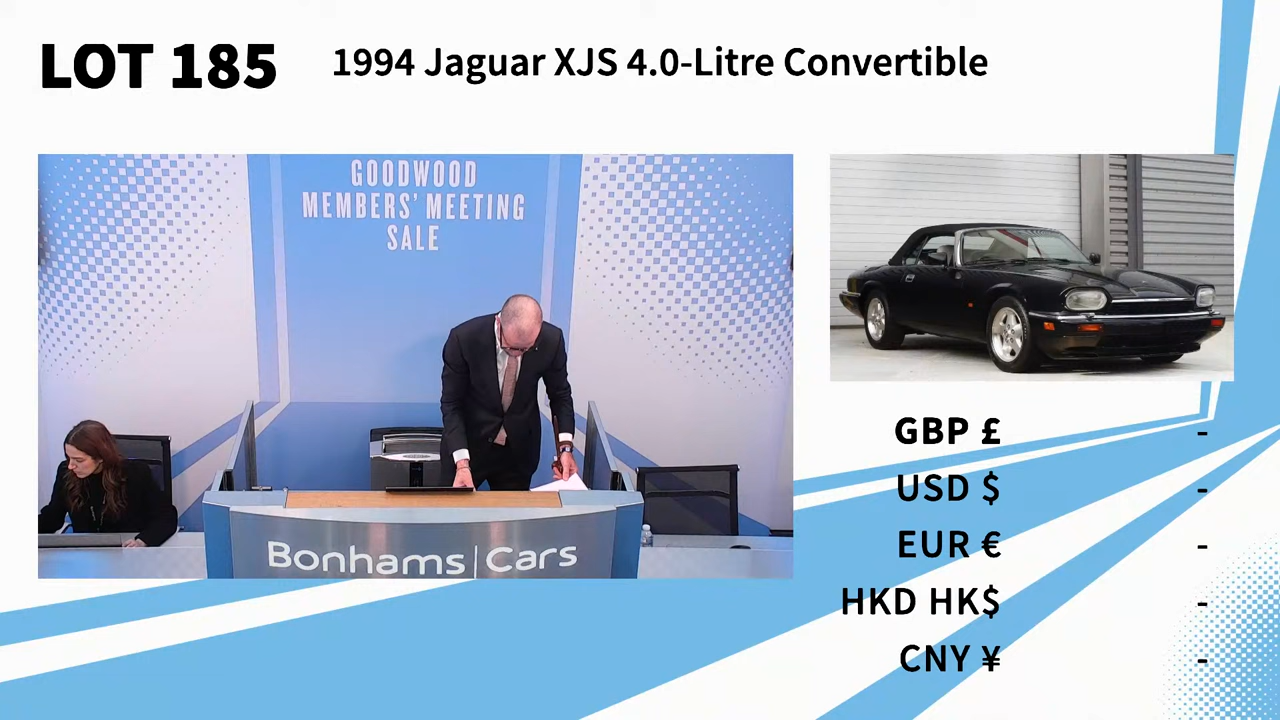 LOT 185
1994 Jaguar XJS 4.0-Litre Convertible
GOODWOOD
MEMBERS' MEETING
SALE
Bonhams|Cars
GBP £ -
USD $ -
EUR € -
HKD HK$ -
CNY ¥ -